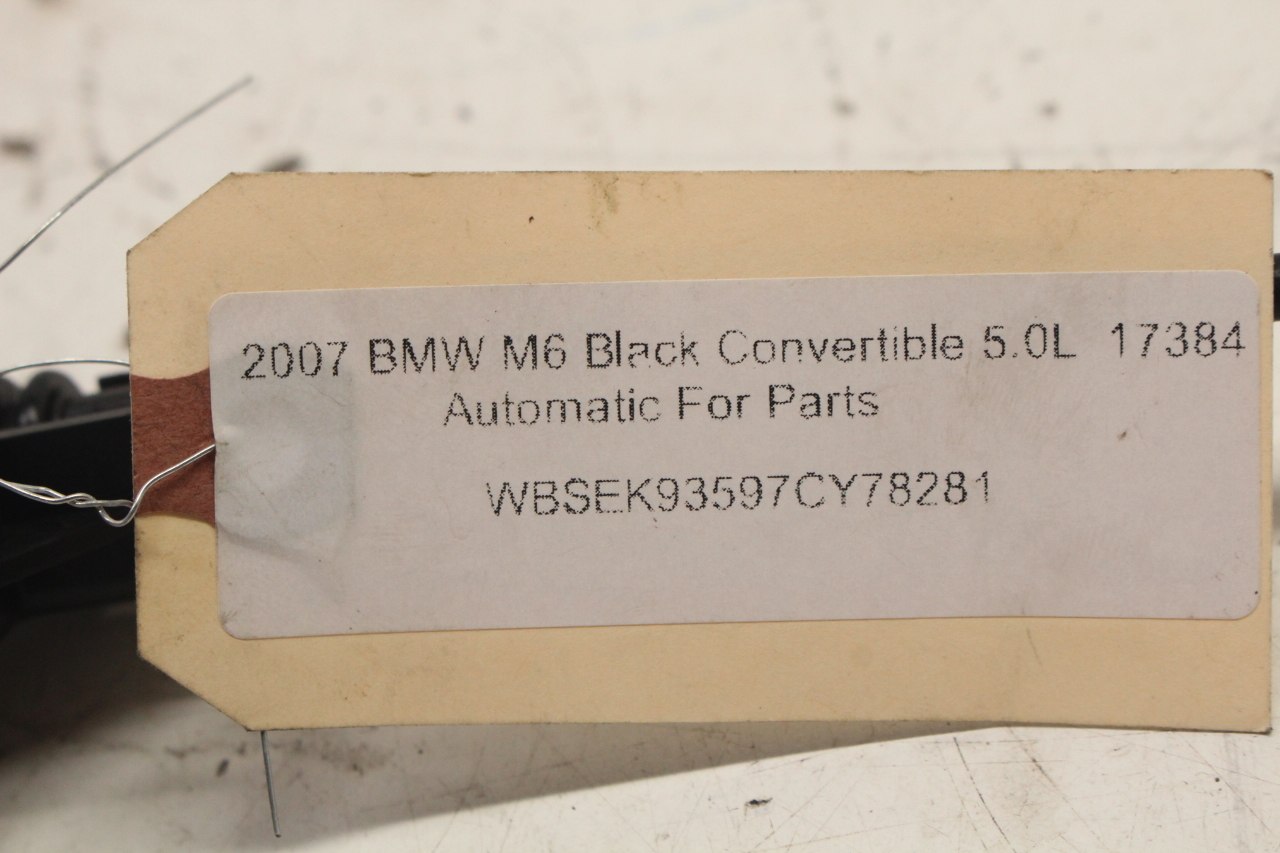 2007 BMW M6 Black Convertible 5.0L 17384
Automatic For Parts
WBSEK93597CY78281